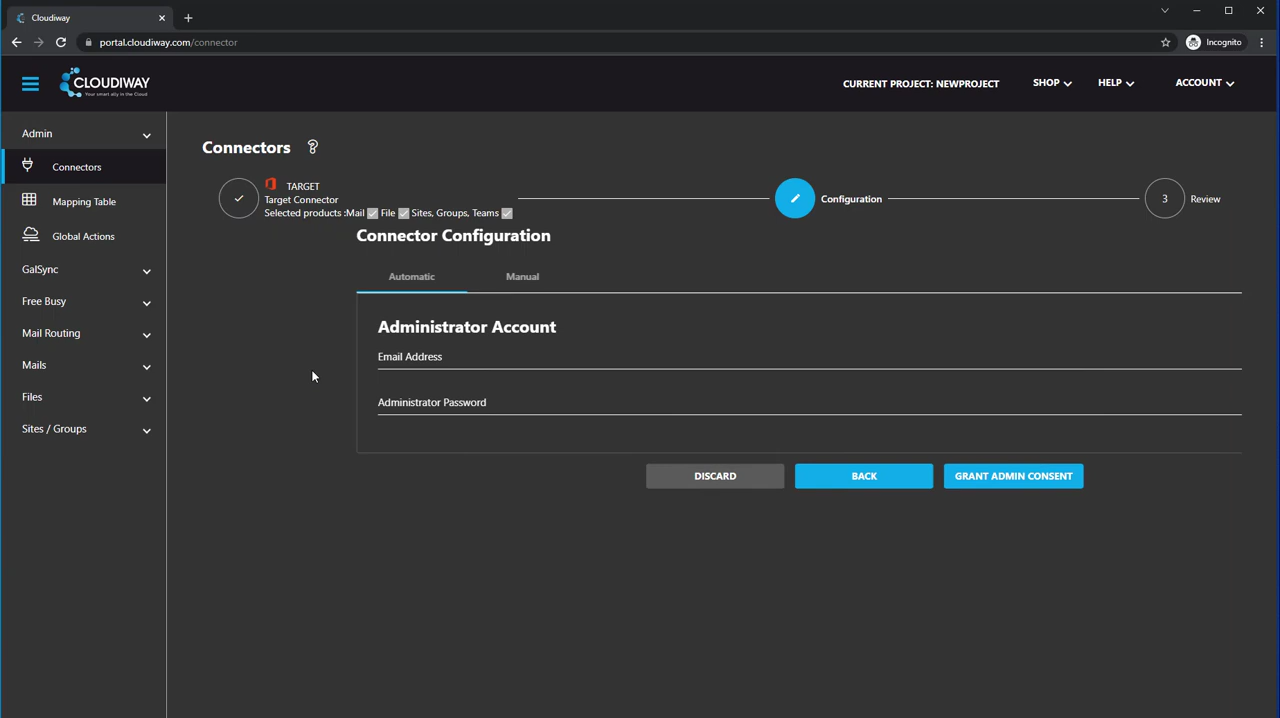 Cloudiway
portal.cloudiway.com/connector
Incognito
CLOUDIWAY
Your smart ally in the Cloud
CURRENT PROJECT: NEWPROJECT
SHOP
HELP
ACCOUNT
Admin
Connectors
Mapping Table
Global Actions
GalSync
Free Busy
Mail Routing
Mails
Files
Sites / Groups
Connectors
TARGET
Target Connector
Selected products :Mail File Sites, Groups, Teams
Configuration
3 Review
Connector Configuration
Automatic Manual
Administrator Account
Email Address
Administrator Password
DISCARD BACK GRANT ADMIN CONSENT